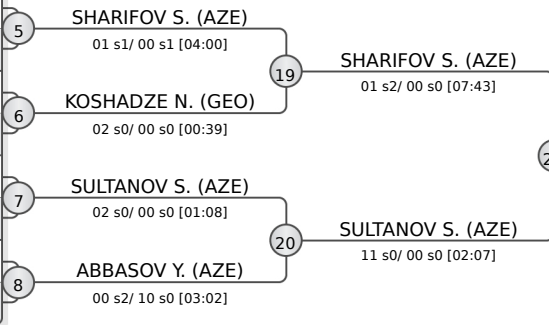 5
SHARIFOV S. (AZE)
01 s1/ 00 s1 [04:00]
19
SHARIFOV S. (AZE)
01 s2/ 00 s0 [07:43]
6
KOSHADZE N. (GEO)
02 s0/ 00 s0 [00:39]
7
SULTANOV S. (AZE)
02 s0/ 00 s0 [01:08]
20
SULTANOV S. (AZE)
11 s0/ 00 s0 [02:07]
8
ABBASOV Y. (AZE)
00 s2/ 10 s0 [03:02]